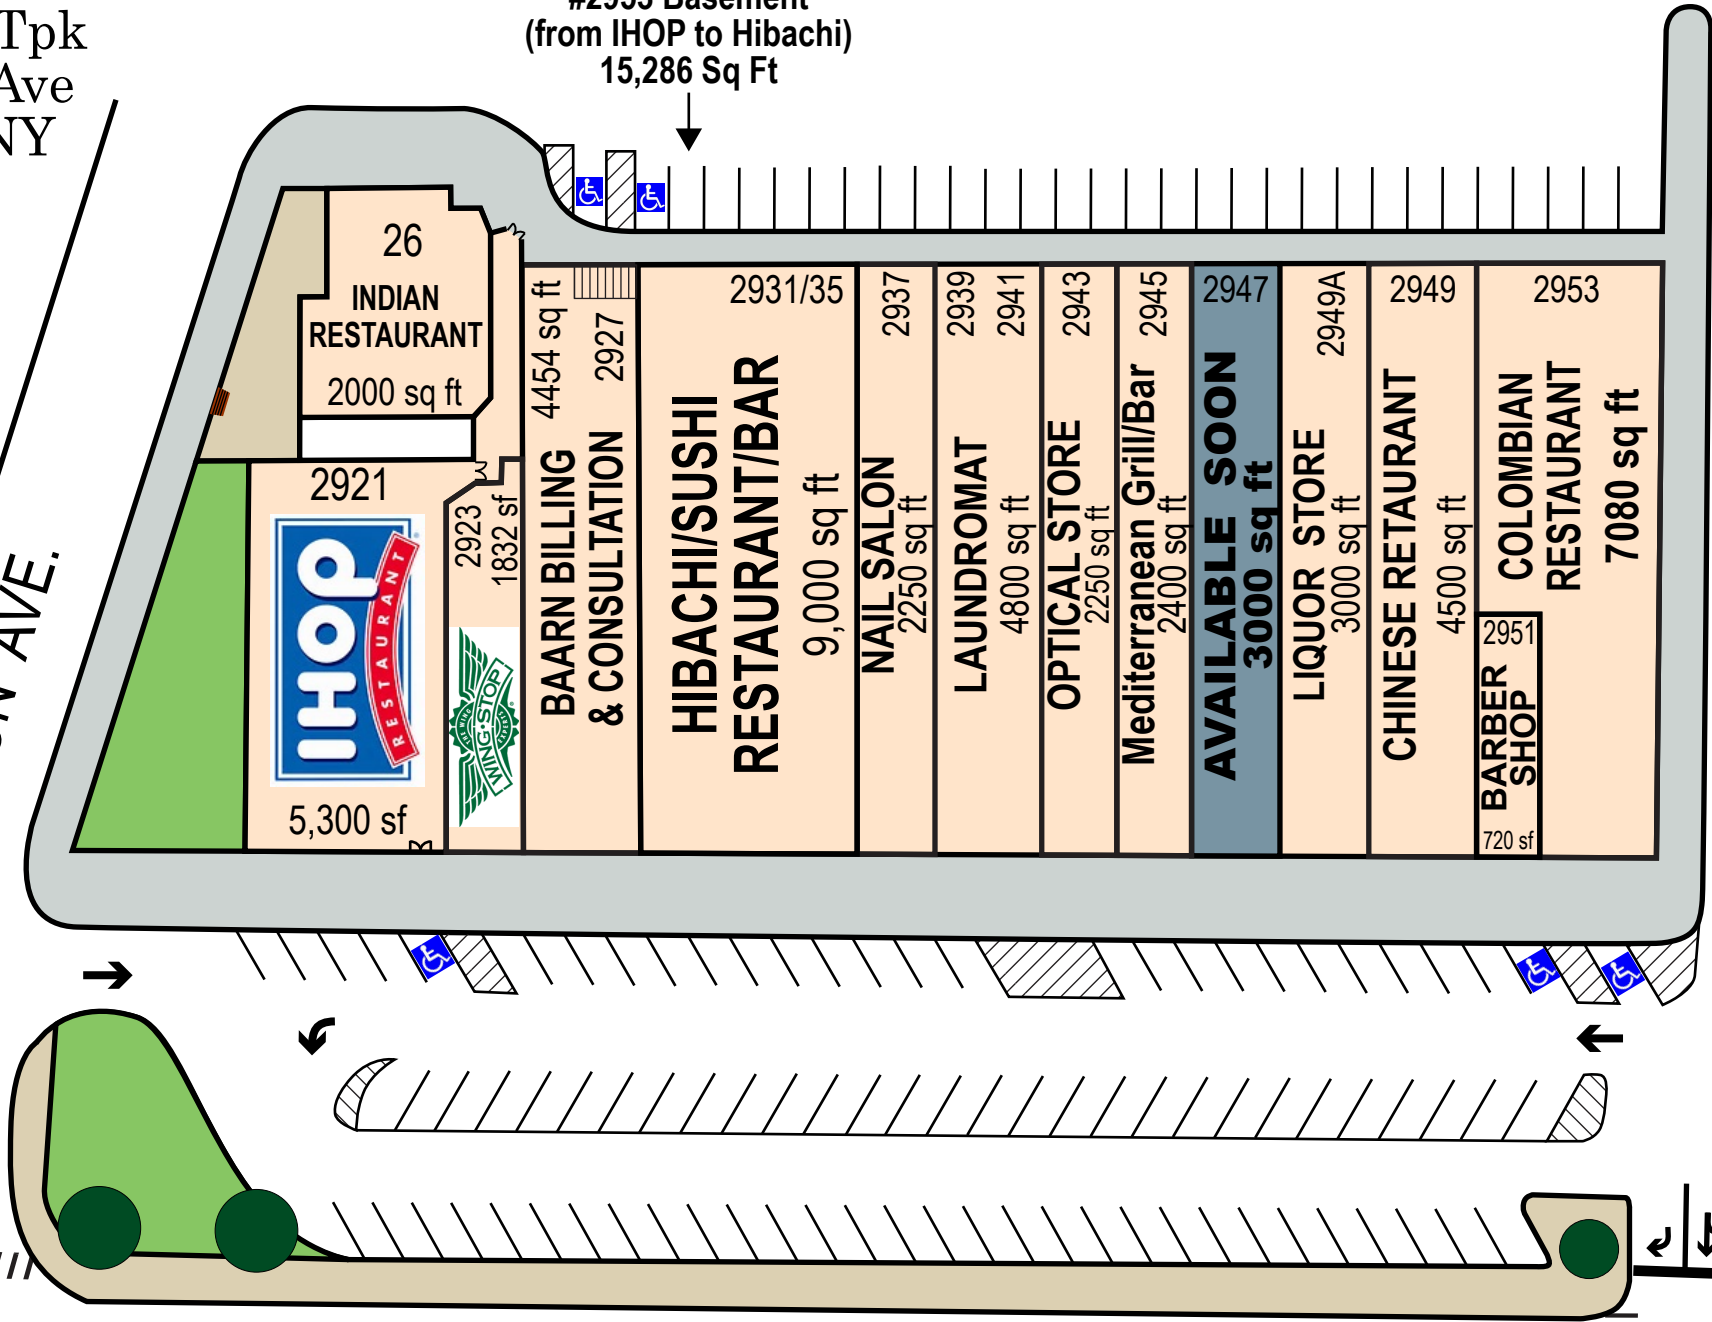 Tpk
Ave
NY
#2955 Basement
(from IHOP to Hibachi)
15,286 Sq Ft
AVE.
26
INDIAN
RESTAURANT
2000 sq ft
2921
IHOP
RESTAURANT
5,300 sf
2923
1832 sf
THE WING EXPERTS
WING·STOP
4454 sq ft
2927
BAARN BILLING
& CONSULTATION
2931/35
HIBACHI/SUSHI
RESTAURANT/BAR
9,000 sq ft
2937
NAIL SALON
2250 sq ft
2939
2941
LAUNDROMAT
4800 sq ft
2943
OPTICAL STORE
2250 sq ft
2945
Mediterranean Grill/Bar
2400 sq ft
2947
AVAILABLE SOON
3000 sq ft
2949A
LIQUOR STORE
3000 sq ft
2949
CHINESE RETAURANT
4500 sq ft
2953
COLOMBIAN
RESTAURANT
7080 sq ft
2951
BARBER
SHOP
720 sf